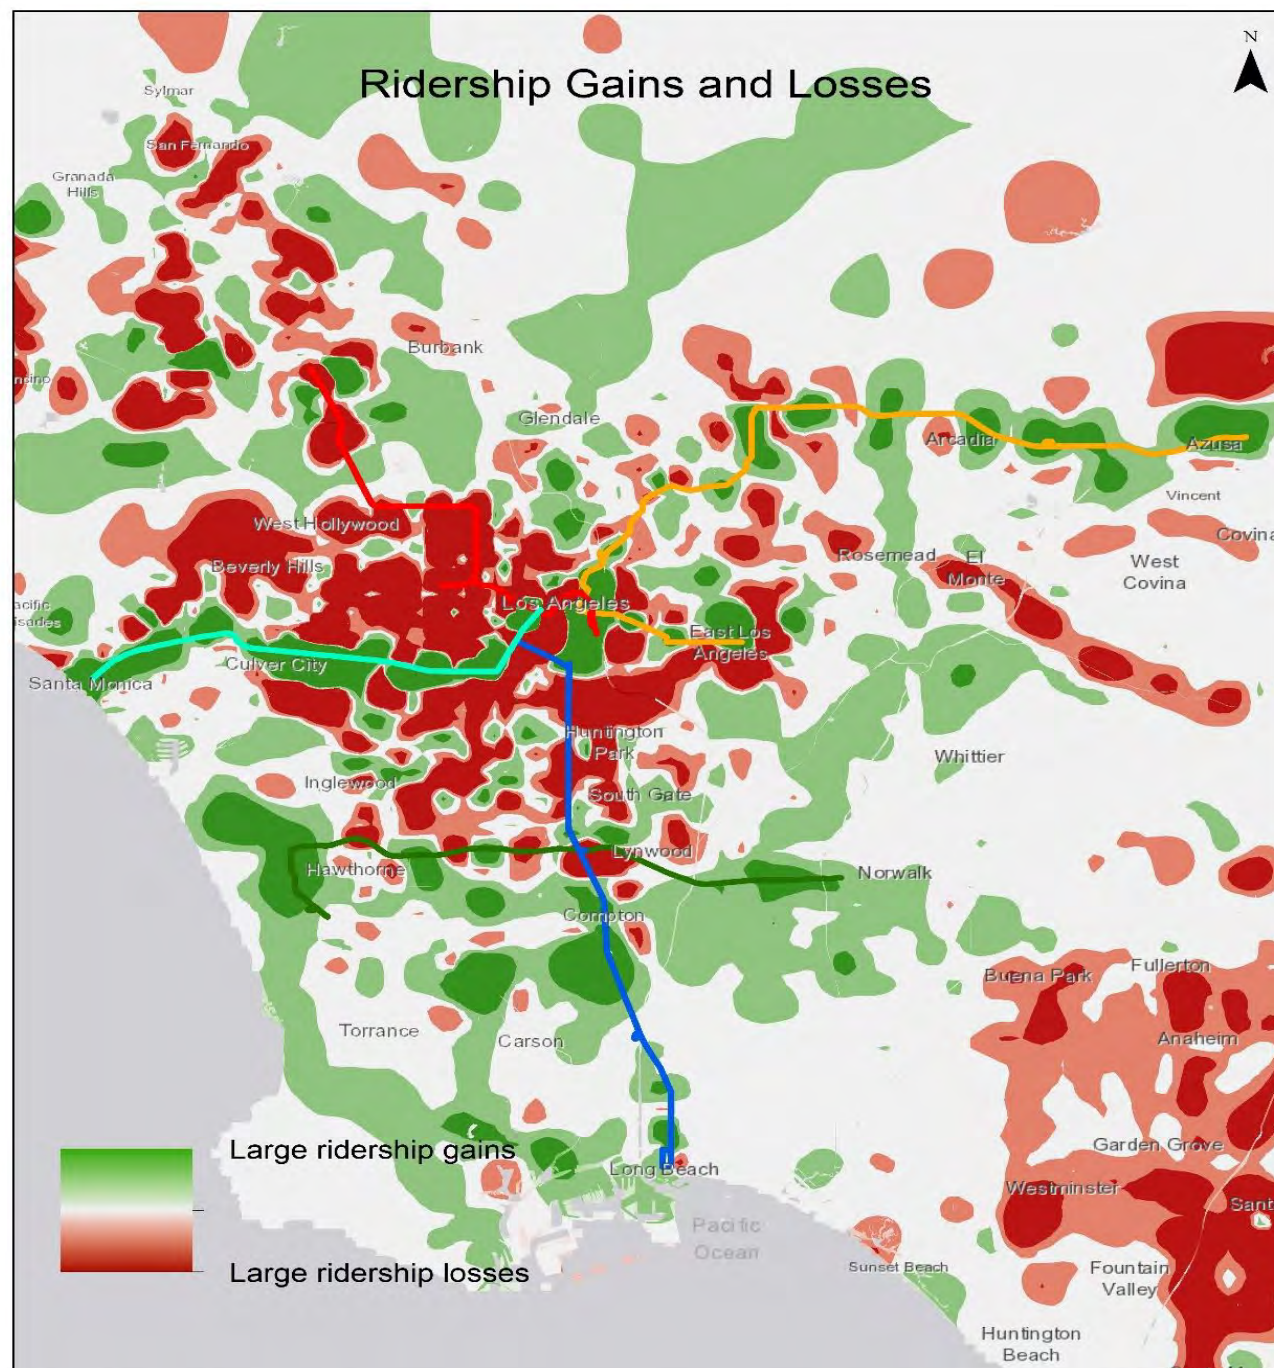 N
Ridership Gains and Losses
Sylmar
San Fernando
Granada
Hills
Burbank
Glendale
Arcadia
Azusa
Vincent
West Hollywood
Covina
Rosemead
El
Monte
West
Covina
Beverly Hills
Los Angeles
East Los
Angeles
Culver City
Santa Monica
Huntington
Park
Whittier
Inglewood
South Gate
Lynwood
Hawthorne
Norwalk
Compton
Buena Park
Fullerton
Torrance
Carson
Anaheim
Large ridership gains
Garden Grove
Long Beach
Westminster
Sant
Pacific
Ocean
Large ridership losses
Sunset Beach
Fountain
Valley
Huntington
Beach